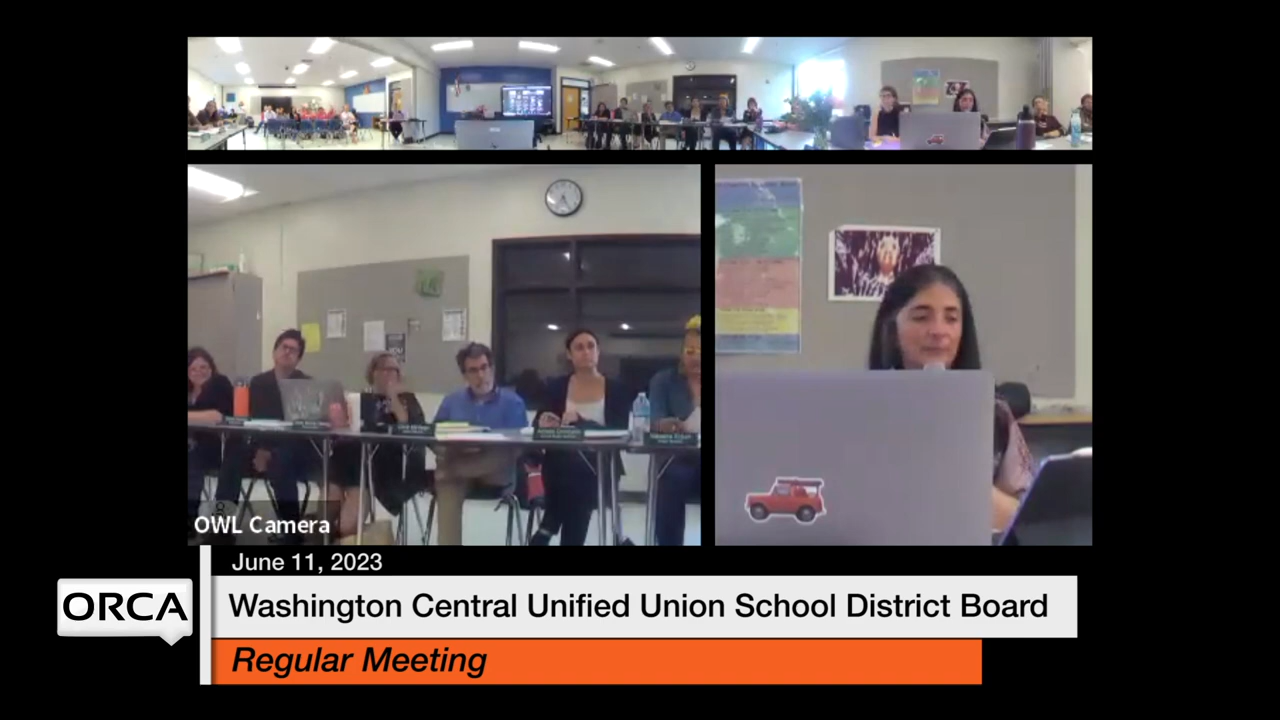 OWL Camera
June 11, 2023
ORCA
Washington Central Unified Union School District Board
Regular Meeting